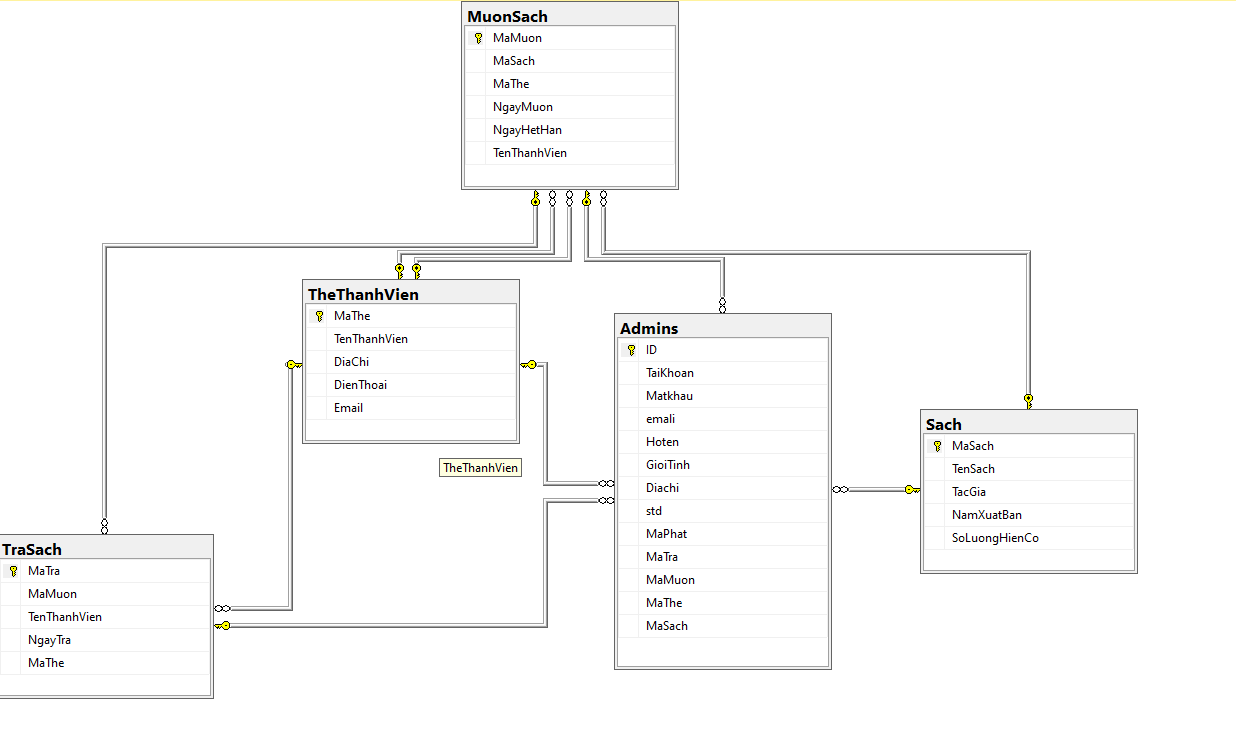 MuonSach
MaMuon
MaSach
MaThe
NgayMuon
NgayHetHan
TenThanhVien
TheThanhVien
MaThe
TenThanhVien
DiaChi
DienThoai
Email
TheThanhVien
Admins
ID
TaiKhoan
Matkhau
emali
Hoten
GioiTinh
Diachi
std
MaPhat
MaTra
MaMuon
MaThe
MaSach
Sach
MaSach
TenSach
TacGia
NamXuatBan
SoLuongHienCo
TraSach
MaTra
MaMuon
TenThanhVien
NgayTra
MaThe